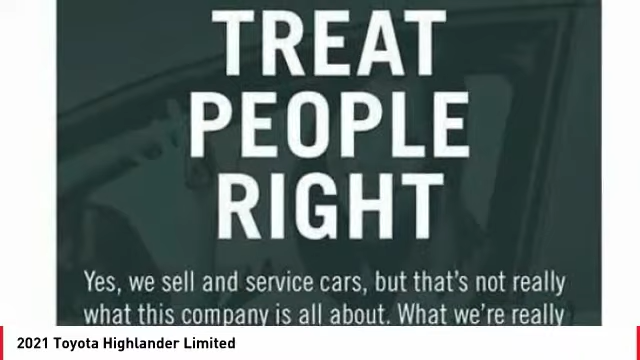 TREAT
PEOPLE
RIGHT
Yes, we sell and service cars, but that's not really
what this company is all about. What we're really
2021 Toyota Highlander Limited